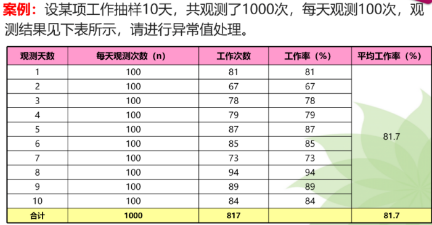 案例：设某项工作抽样10天，共观测了1000次，每天观测100次，观
测结果见下表所示，请进行异常值处理。
观测天数 每天观测次数（n） 工作次数 工作率（%） 平均工作率（%）
1 100 81 81
2 100 67 67
3 100 78 78
4 100 79 79
5 100 87 87
81.7
6 100 85 85
7 100 73 73
8 100 94 94
9 100 89 89
10 100 84 84
合计 1000 817 81.7